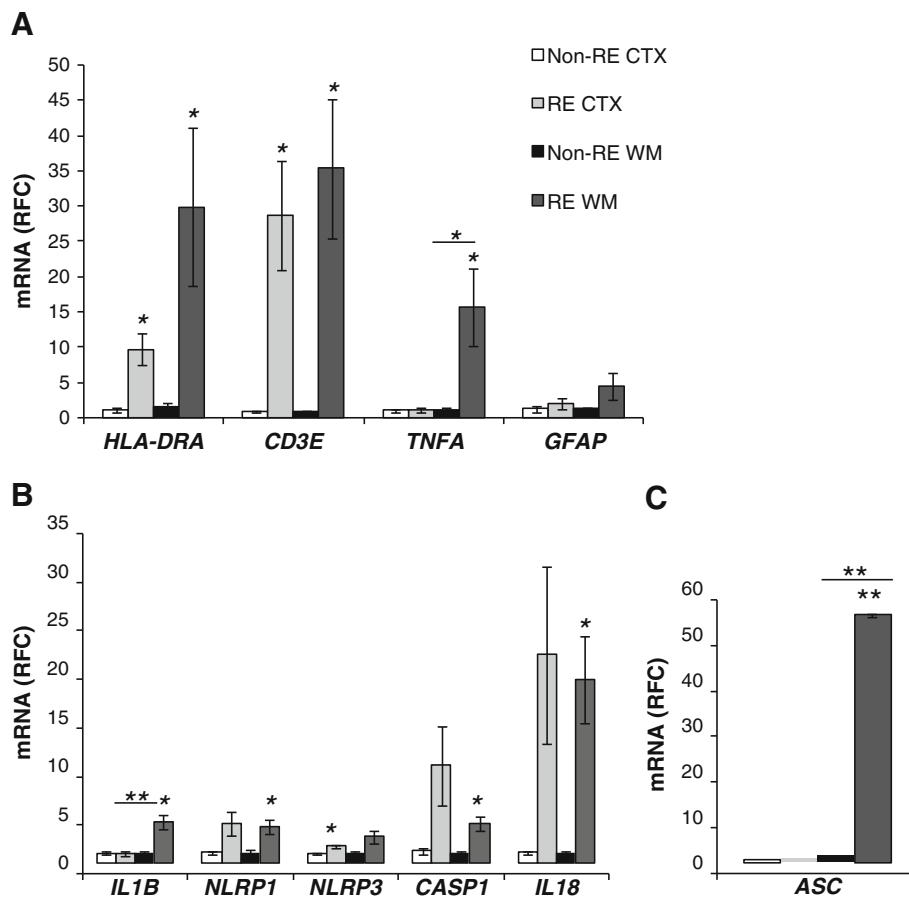 A
Non-RE CTX
RE CTX
Non-RE WM
RE WM
mRNA (RFC)
50
45
40
35
30
25
20
15
10
5
0
*
*
*
*
*
*
HLA-DRA
CD3E
TNFA
GFAP
B
mRNA (RFC)
35
30
25
20
15
10
5
0
**
*
*
*
*
*
IL1B
NLRP1
NLRP3
CASP1
IL18
C
mRNA (RFC)
60
50
40
30
20
10
0
**
**
ASC